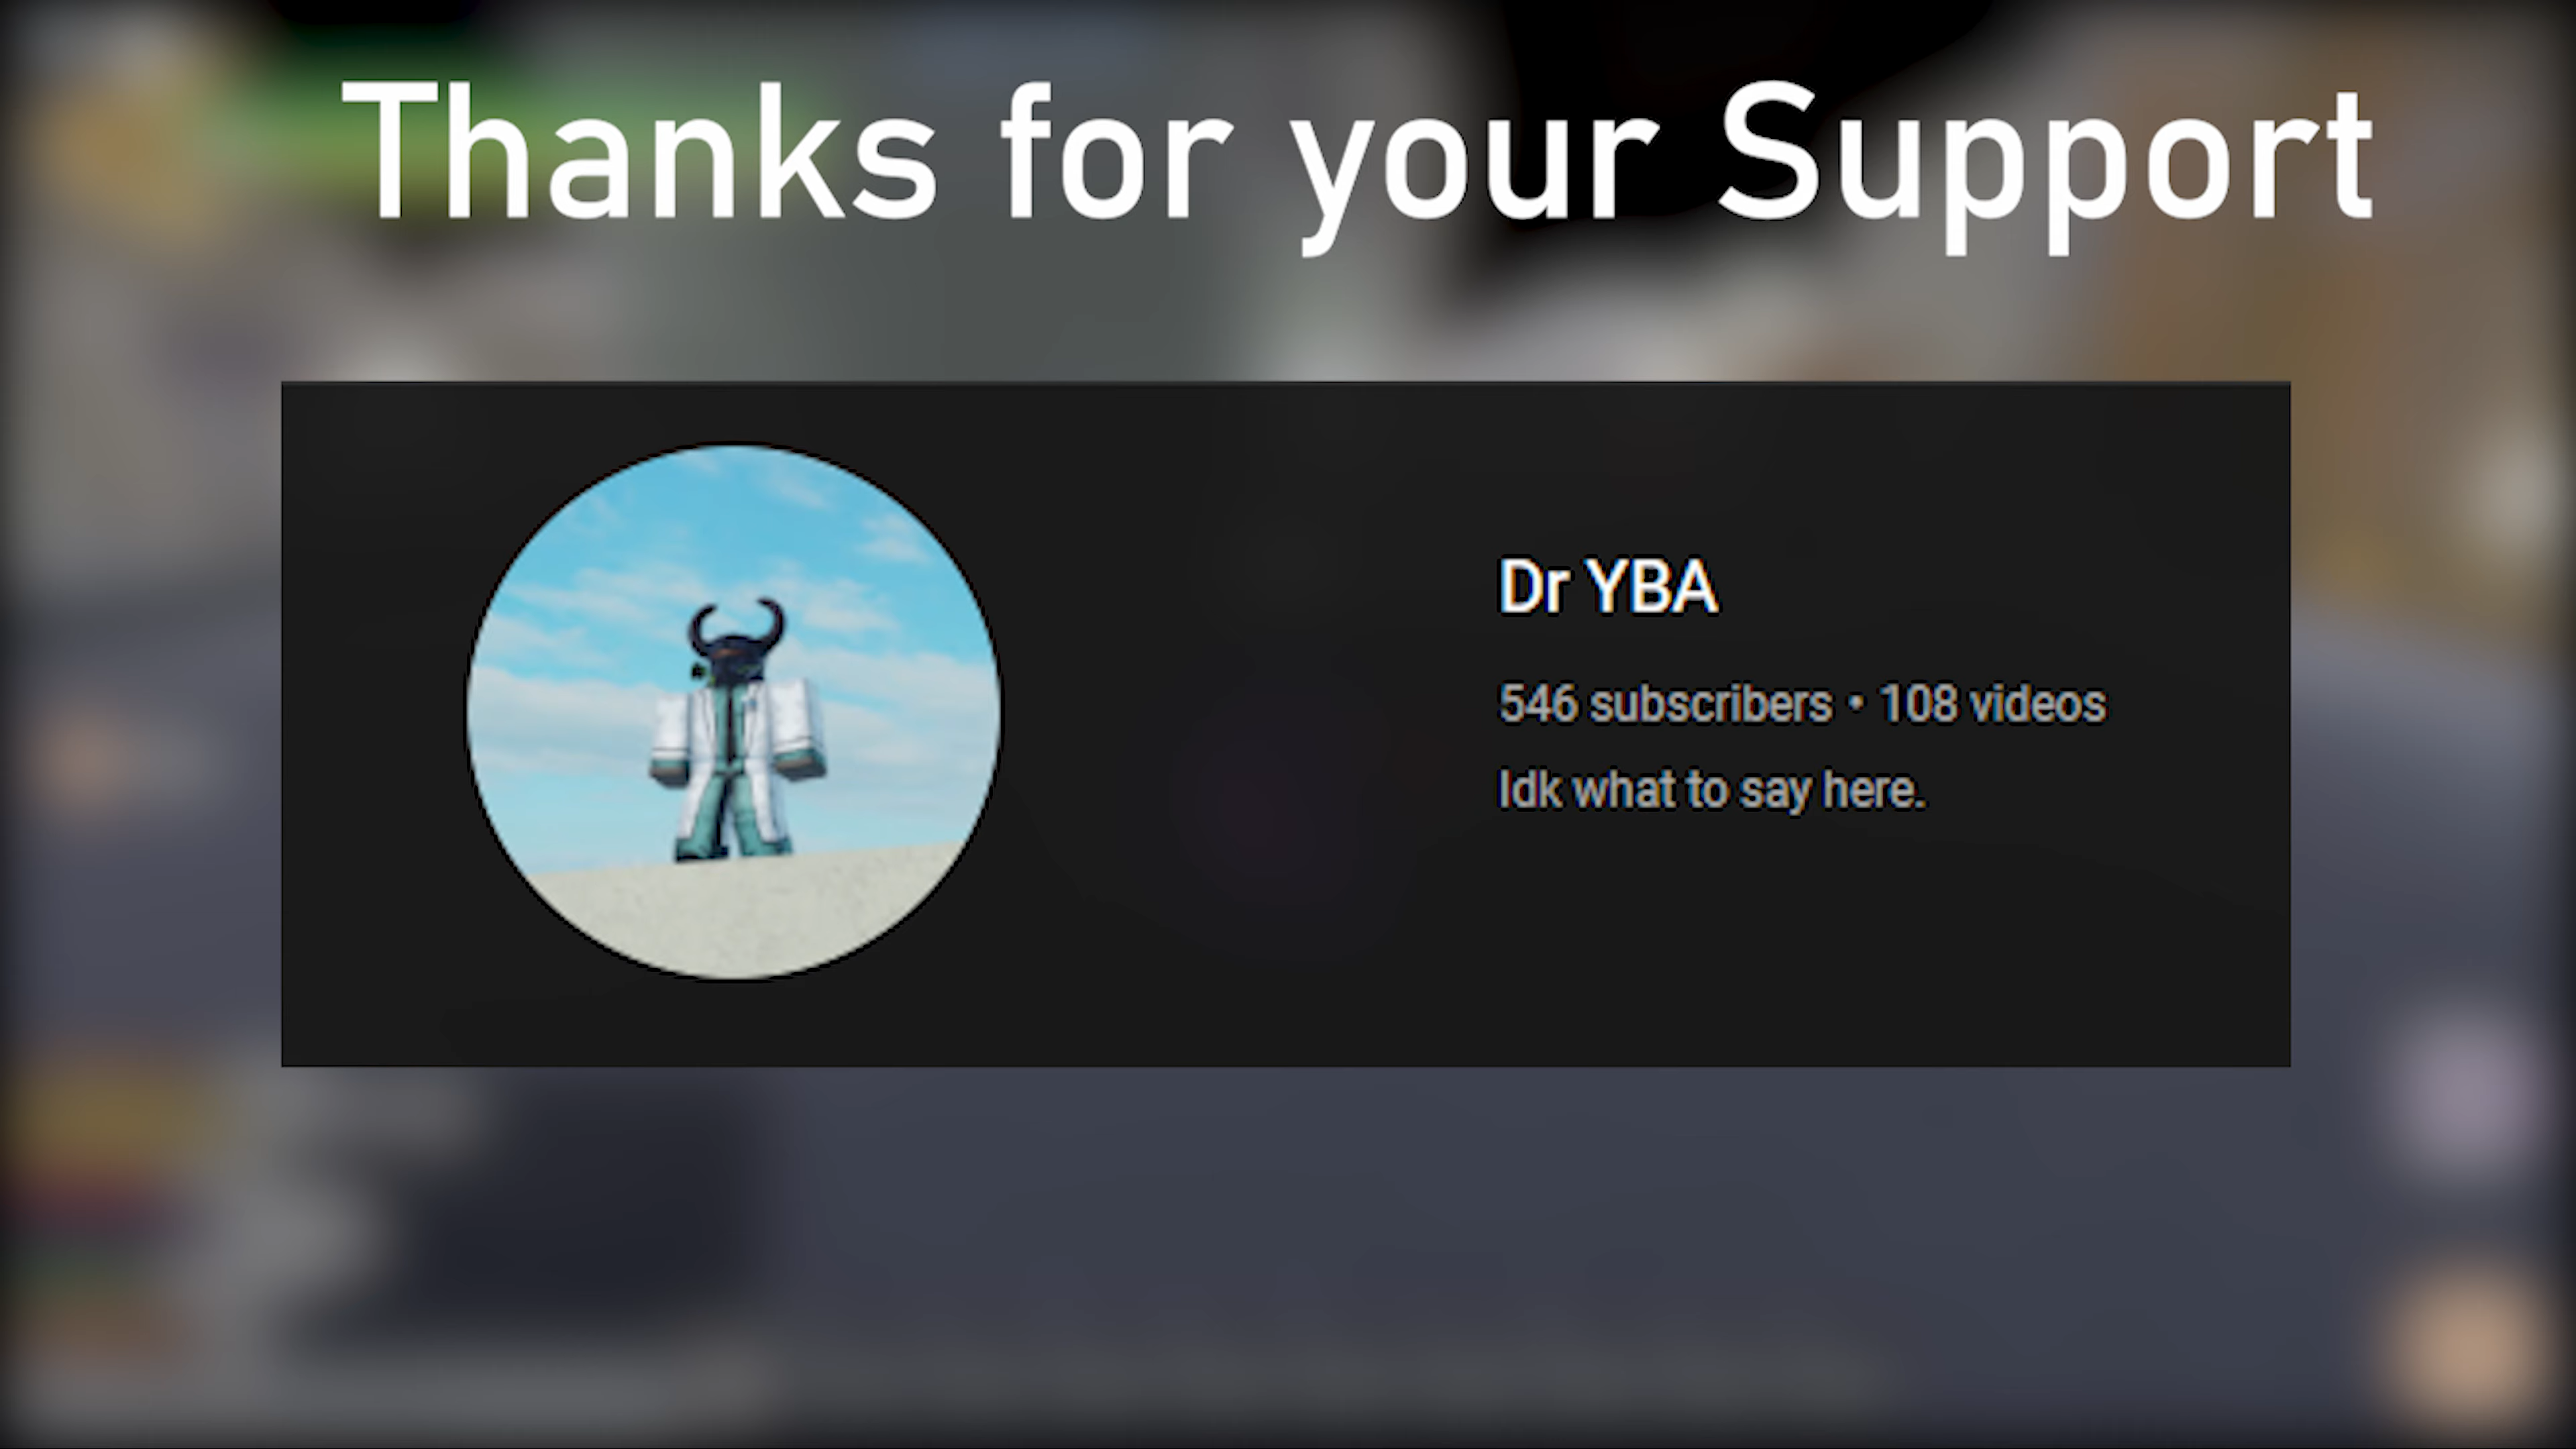 Thanks for your Support
Dr YBA
546 subscribers • 108 videos
Idk what to say here.